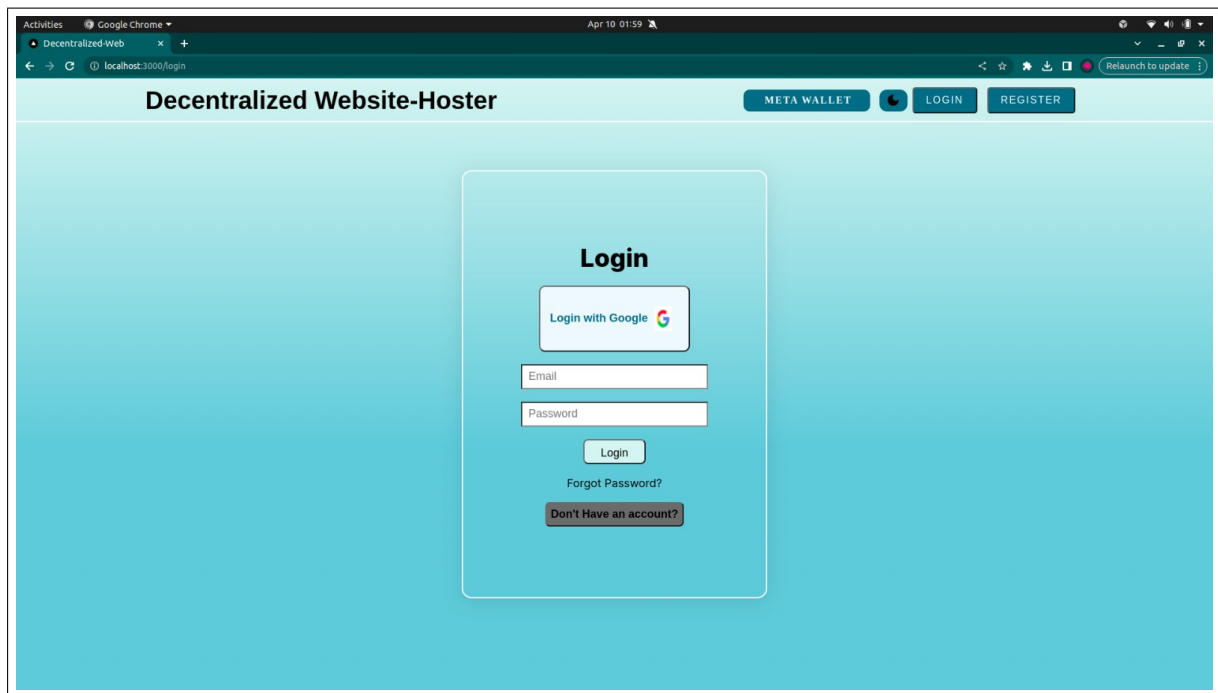 Activities Google Chrome Apr 10 01:59
Decentralized-Web
localhost:3000/login Relaunch to update
Decentralized Website-Hoster META WALLET LOGIN REGISTER
Login
Login with Google
Email
Password
Login
Forgot Password?
Don't Have an account?